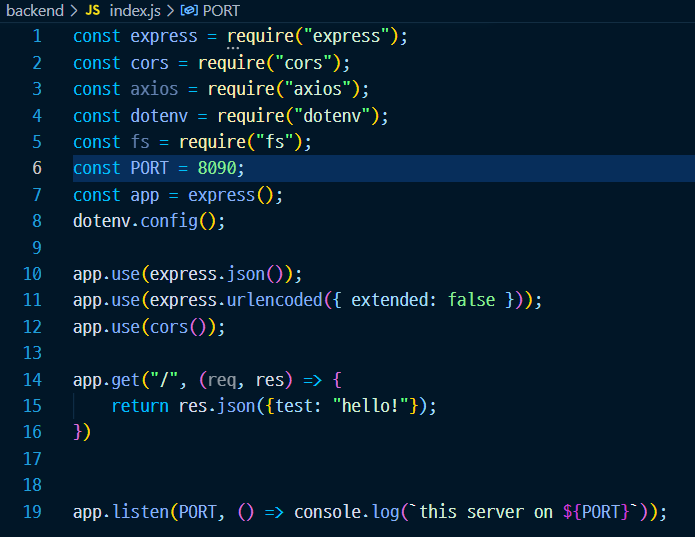 backend > JS index.js > PORT
1 const express = require("express");
2 const cors = require("cors");
3 const axios = require("axios");
4 const dotenv = require("dotenv");
5 const fs = require("fs");
6 const PORT = 8090;
7 const app = express();
8 dotenv.config();
9
10 app.use(express.json());
11 app.use(express.urlencoded({ extended: false }));
12 app.use(cors());
13
14 app.get("/", (req, res) => {
15     return res.json({test: "hello!"});
16 })
17
18
19 app.listen(PORT, () => console.log(`this server on ${PORT}`));